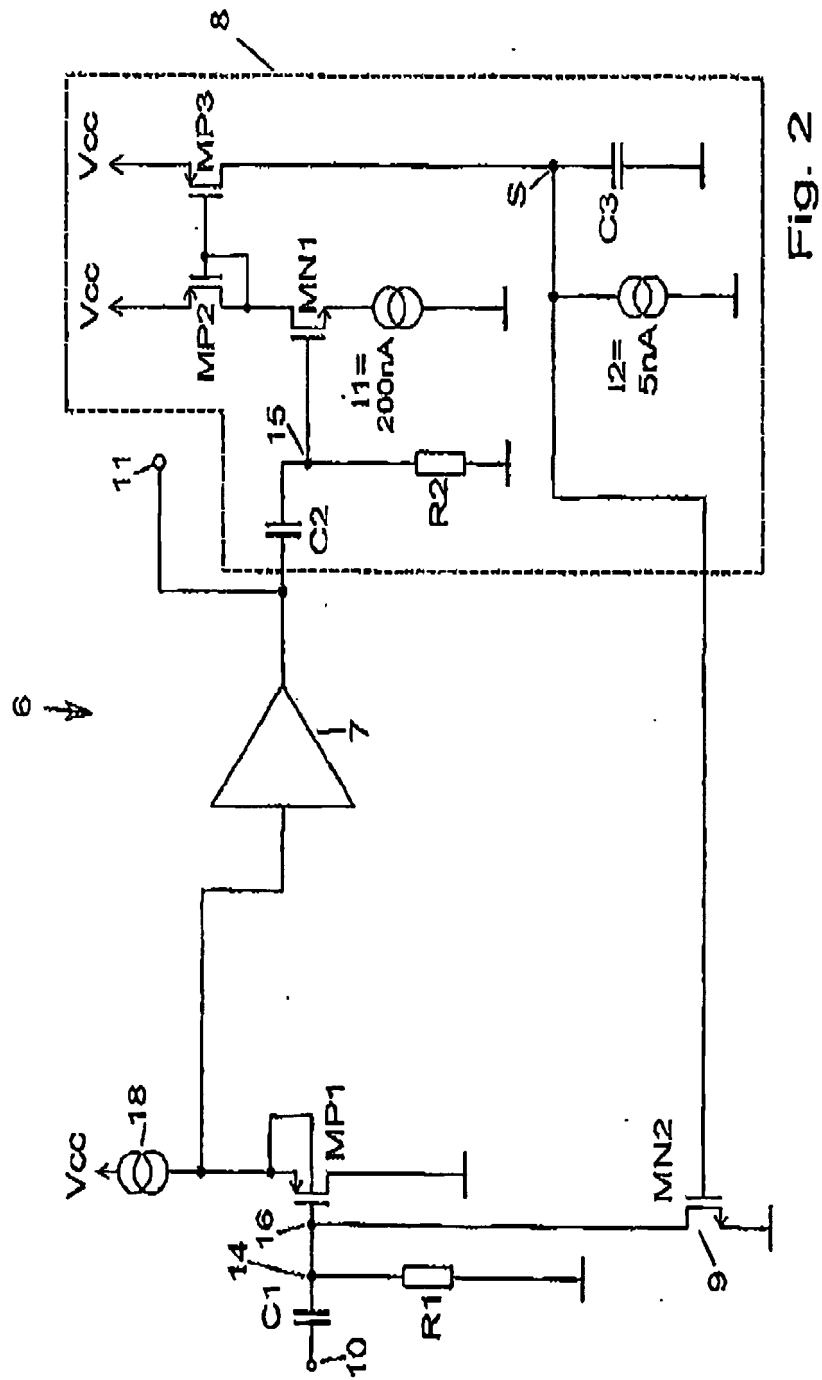 6
8
Vcc
Vcc
MP2
MP3
11
15
C2
MN1
I1=
200nA
R2
S
I2=
5nA
C3
7
Vcc
18
MP1
16
14
C1
10
R1
MN2
9
Fig. 2